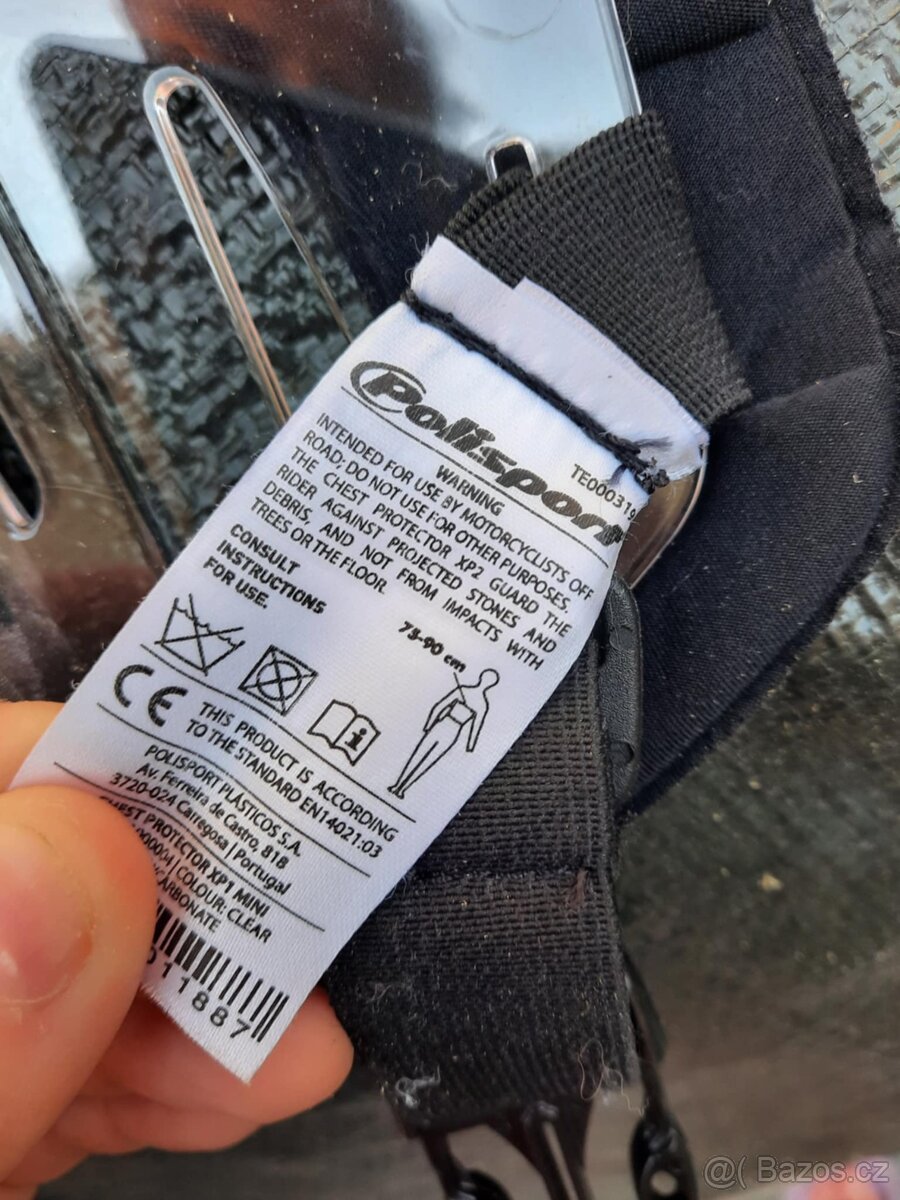 Polisport
TE000319
WARNING
INTENDED FOR USE BY MOTORCYCLISTS OFF
ROAD; DO NOT USE FOR OTHER PURPOSES.
THE CHEST PROTECTOR XP2 GUARD THE
RIDER AGAINST PROJECTED STONES AND
DEBRIS, AND NOT FROM IMPACTS WITH
TREES OR THE FLOOR.
CONSULT
INSTRUCTIONS
FOR USE.
75-90 cm
CE
THIS PRODUCT IS ACCORDING
TO THE STANDARD EN14021:03
POLISPORT PLÁSTICOS S.A.
Av. Ferreira de Castro, 818
3720-024 Carregosa | Portugal
CHEST PROTECTOR XP1 MINI
COLOUR: CLEAR
11887
@( Bazos.cz